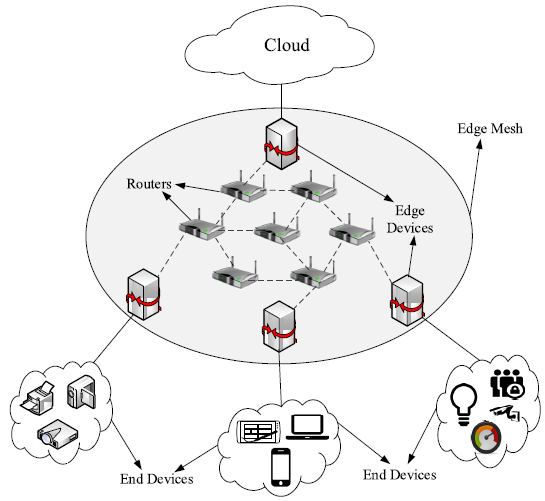 Cloud
Edge Mesh
Routers
Edge
Devices
End Devices
End Devices